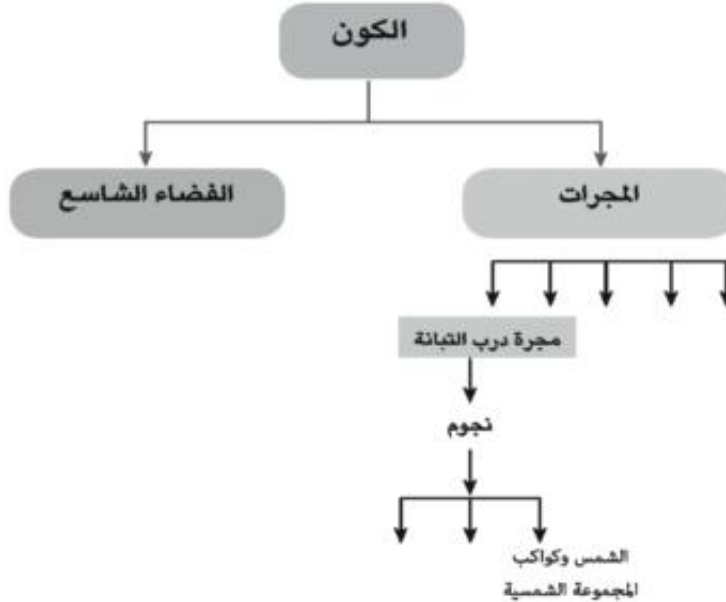 الكون
المجرات
الفضاء الشاسع
مجرة درب التبانة
نجوم
الشمس وكواكب
المجموعة الشمسية